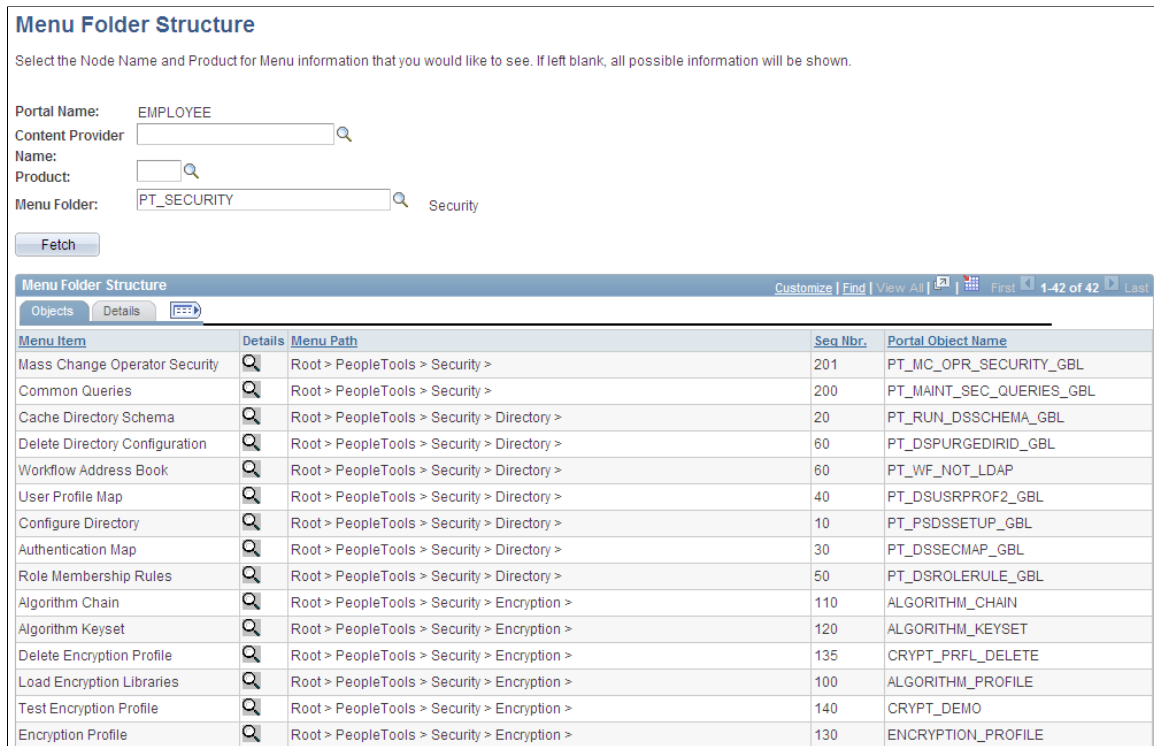 Menu Folder Structure
Select the Node Name and Product for Menu information that you would like to see. If left blank, all possible information will be shown.
Portal Name: EMPLOYEE
Content Provider
Name:
Product:
Menu Folder: PT_SECURITY Security
Fetch
Menu Folder Structure Customize | Find | View All | | First 1-42 of 42 Last
Objects Details
Menu Item Details Menu Path Seq Nbr. Portal Object Name
Mass Change Operator Security Root > PeopleTools > Security > 201 PT_MC_OPR_SECURITY_GBL
Common Queries Root > PeopleTools > Security > 200 PT_MAINT_SEC_QUERIES_GBL
Cache Directory Schema Root > PeopleTools > Security > Directory > 20 PT_RUN_DSSCHEMA_GBL
Delete Directory Configuration Root > PeopleTools > Security > Directory > 60 PT_DSPURGEDIRID_GBL
Workflow Address Book Root > PeopleTools > Security > Directory > 60 PT_WF_NOT_LDAP
User Profile Map Root > PeopleTools > Security > Directory > 40 PT_DSUSRPROF2_GBL
Configure Directory Root > PeopleTools > Security > Directory > 10 PT_PSDSSETUP_GBL
Authentication Map Root > PeopleTools > Security > Directory > 30 PT_DSSECMAP_GBL
Role Membership Rules Root > PeopleTools > Security > Directory > 50 PT_DSROLERULE_GBL
Algorithm Chain Root > PeopleTools > Security > Encryption > 110 ALGORITHM_CHAIN
Algorithm Keyset Root > PeopleTools > Security > Encryption > 120 ALGORITHM_KEYSET
Delete Encryption Profile Root > PeopleTools > Security > Encryption > 135 CRYPT_PRFL_DELETE
Load Encryption Libraries Root > PeopleTools > Security > Encryption > 100 ALGORITHM_PROFILE
Test Encryption Profile Root > PeopleTools > Security > Encryption > 140 CRYPT_DEMO
Encryption Profile Root > PeopleTools > Security > Encryption > 130 ENCRYPTION_PROFILE